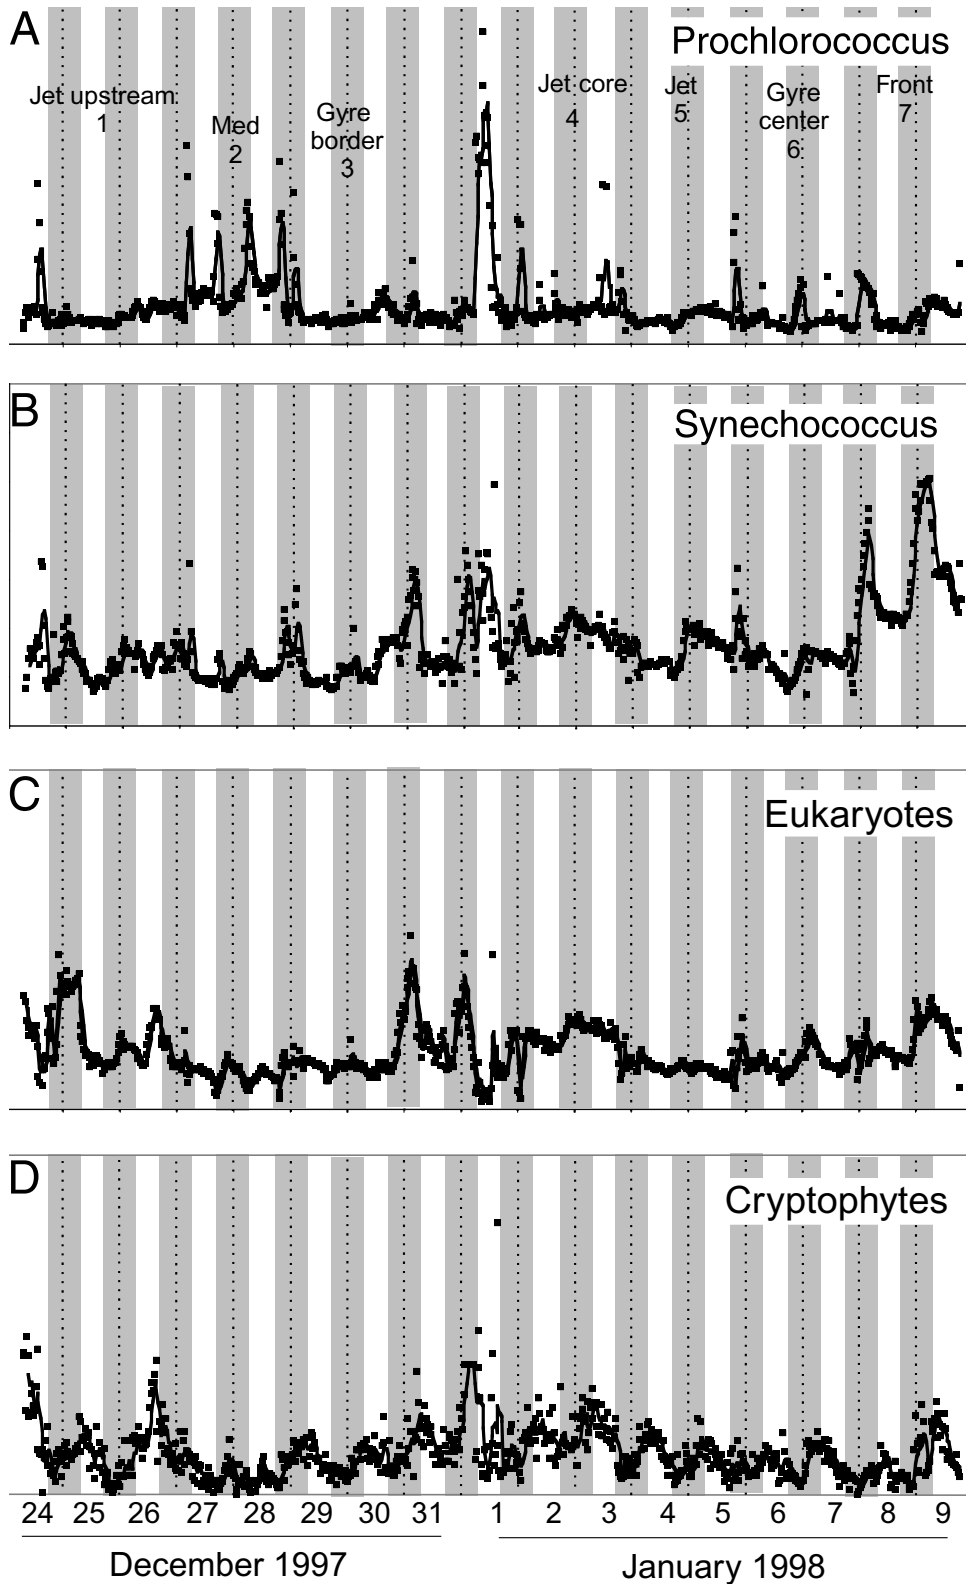 A
Prochlorococcus
Jet upstream
1
Med
2
Gyre
border
3
Jet core
4
Jet
5
Gyre
center
6
Front
7
B
Synechococcus
C
Eukaryotes
D
Cryptophytes
24 25 26 27 28 29 30 31 1 2 3 4 5 6 7 8 9
December 1997 January 1998